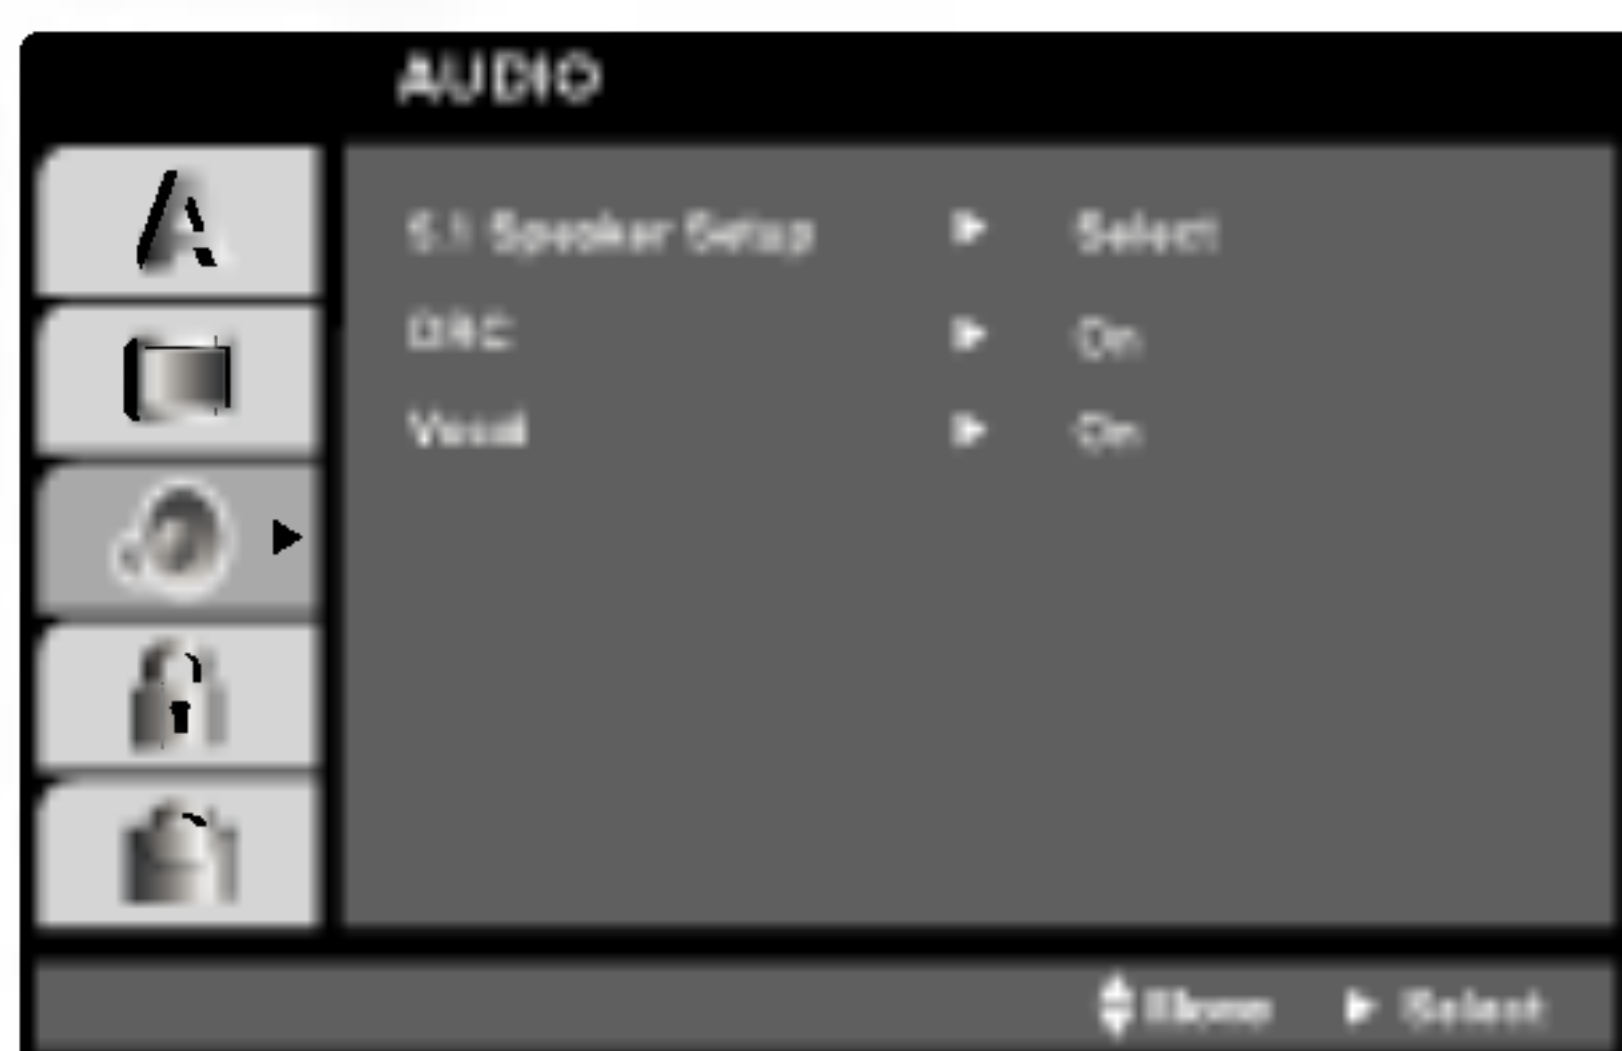 AUDIO
5.1 Speaker Setup Select
DRC On
Vocal On
Move Select